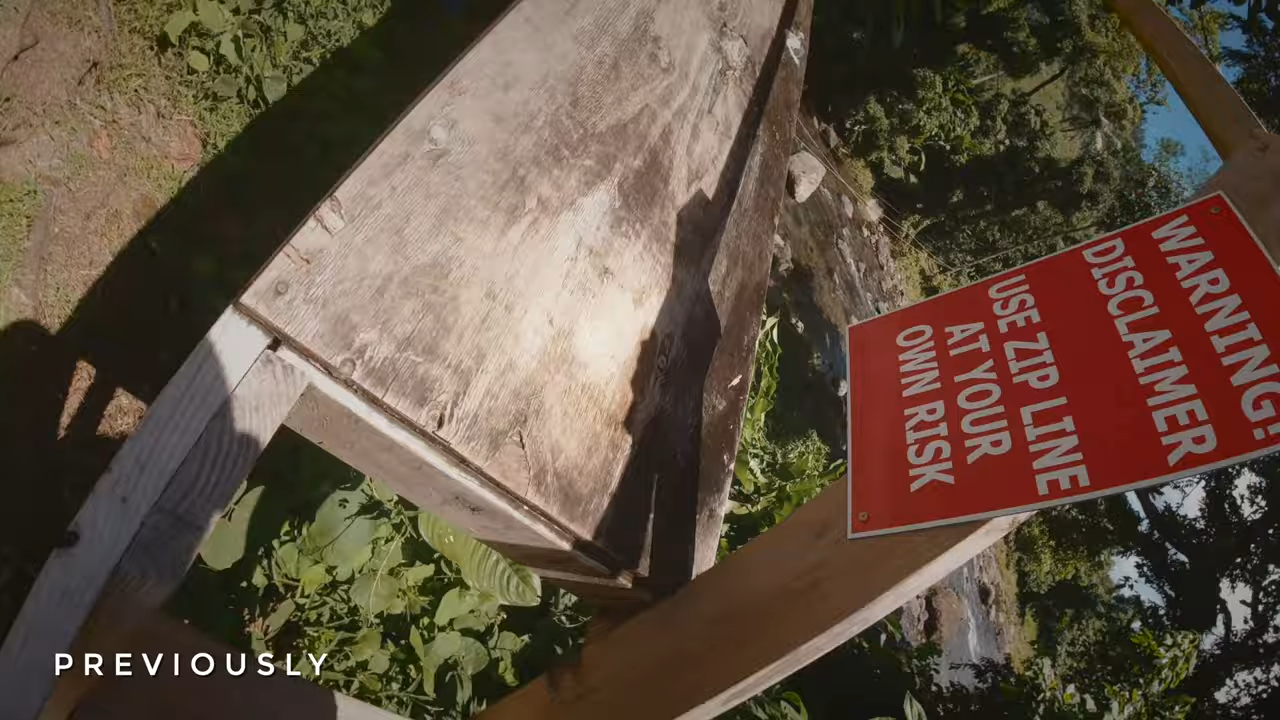 WARNING!
DISCLAIMER
USE ZIP LINE
AT YOUR
OWN RISK
PREVIOUSLY